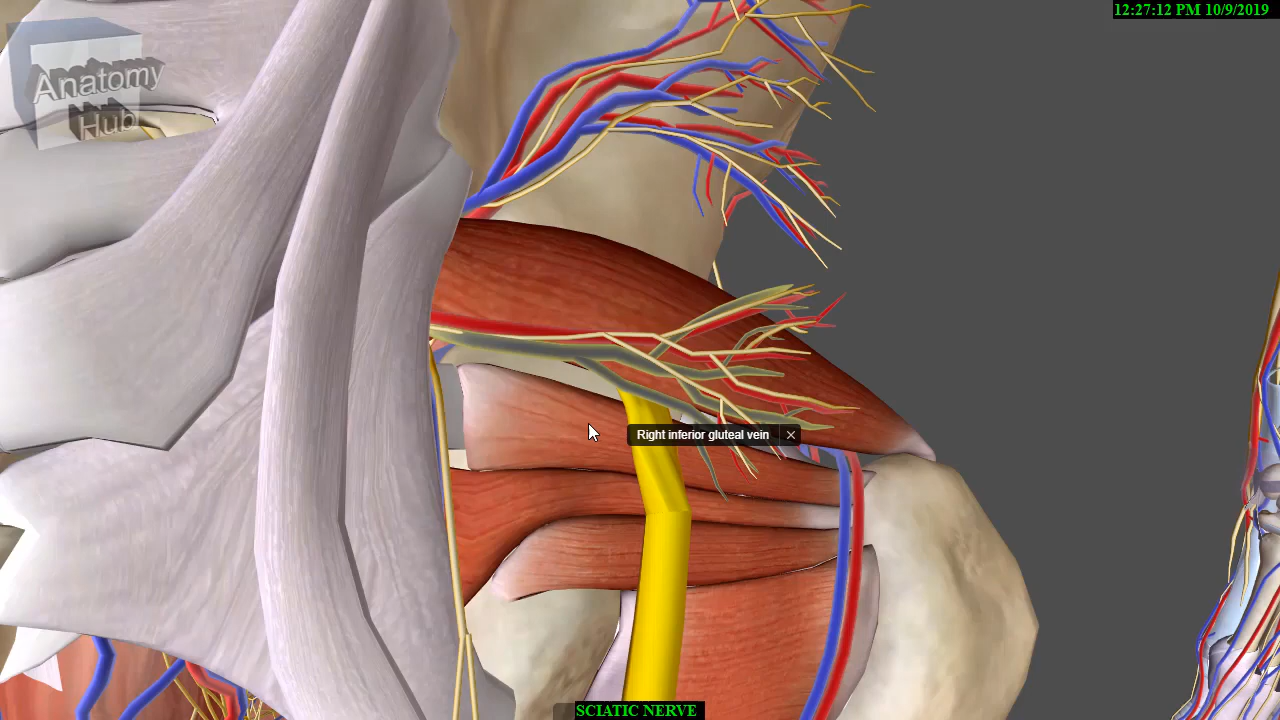 12:27:12 PM 10/9/2019
Anatomy
Hub
Right inferior gluteal vein
SCIATIC NERVE